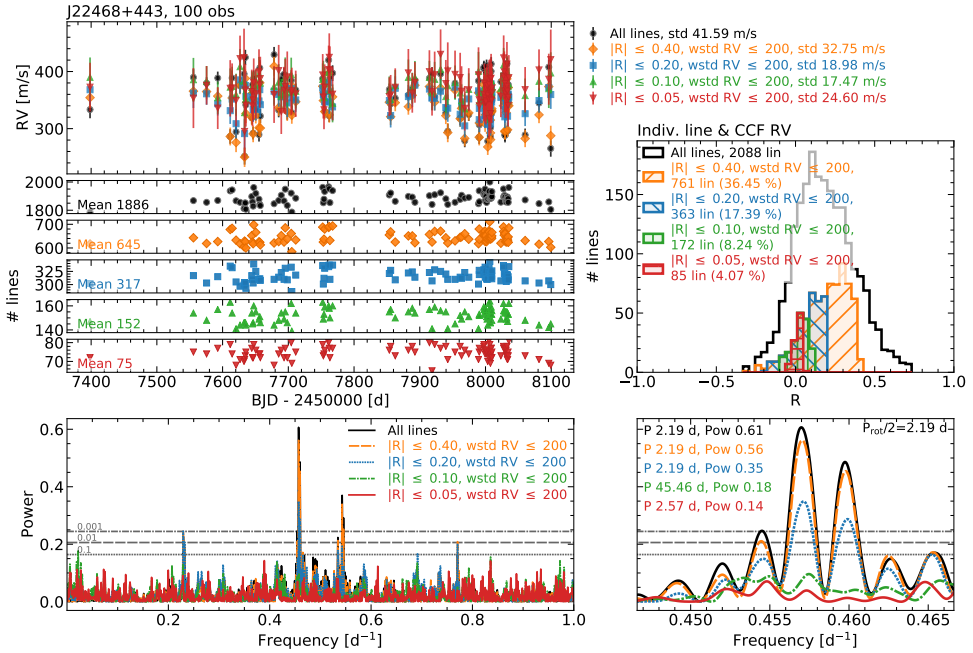 J22468+443, 100 obs
RV [m/s]
400
300
All lines, std 41.59 m/s
|R| ≤ 0.40, wstd RV ≤ 200, std 32.75 m/s
|R| ≤ 0.20, wstd RV ≤ 200, std 18.98 m/s
|R| ≤ 0.10, wstd RV ≤ 200, std 17.47 m/s
|R| ≤ 0.05, wstd RV ≤ 200, std 24.60 m/s
# lines
2000
1800
Mean 1886
700
600
Mean 645
325
300
Mean 317
160
140
Mean 152
80
70
Mean 75
7400 7500 7600 7700 7800 7900 8000 8100
BJD - 2450000 [d]
Indiv. line & CCF RV
All lines, 2088 lin
|R| ≤ 0.40, wstd RV ≤ 200,
761 lin (36.45 %)
|R| ≤ 0.20, wstd RV ≤ 200,
363 lin (17.39 %)
|R| ≤ 0.10, wstd RV ≤ 200,
172 lin (8.24 %)
|R| ≤ 0.05, wstd RV ≤ 200,
85 lin (4.07 %)
# lines
150
100
50
0
−1.0 −0.5 0.0 0.5 1.0
R
Power
0.6
0.4
0.2
0.0
All lines
|R| ≤ 0.40, wstd RV ≤ 200
|R| ≤ 0.20, wstd RV ≤ 200
|R| ≤ 0.10, wstd RV ≤ 200
|R| ≤ 0.05, wstd RV ≤ 200
0.001
0.01
0.1
0.2 0.4 0.6 0.8 1.0
Frequency [d⁻¹]
P 2.19 d, Pow 0.61
P 2.19 d, Pow 0.56
P 2.19 d, Pow 0.35
P 45.46 d, Pow 0.18
P 2.57 d, Pow 0.14
Prot/2=2.19 d
0.450 0.455 0.460 0.465
Frequency [d⁻¹]